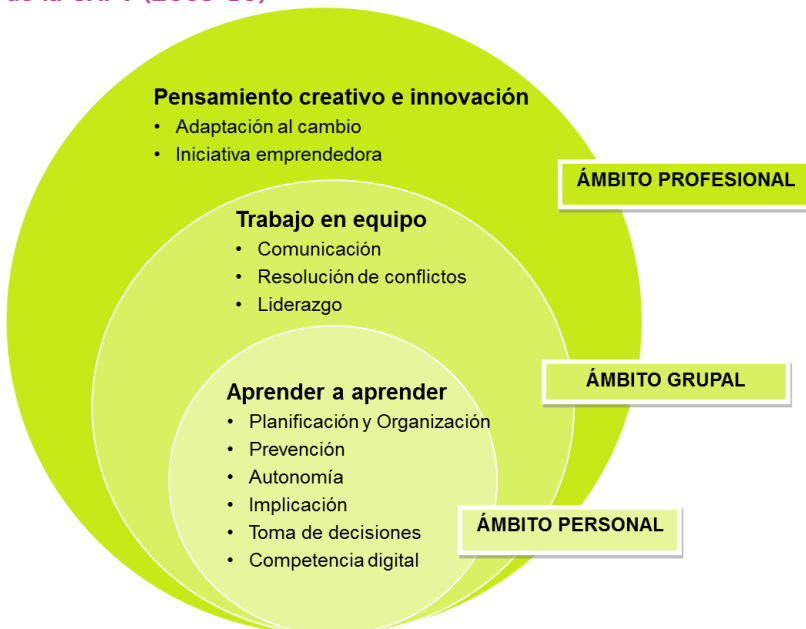 Pensamiento creativo e innovación
• Adaptación al cambio
• Iniciativa emprendedora
ÁMBITO PROFESIONAL
Trabajo en equipo
• Comunicación
• Resolución de conflictos
• Liderazgo
ÁMBITO GRUPAL
Aprender a aprender
• Planificación y Organización
• Prevención
• Autonomía
• Implicación
• Toma de decisiones
• Competencia digital
ÁMBITO PERSONAL